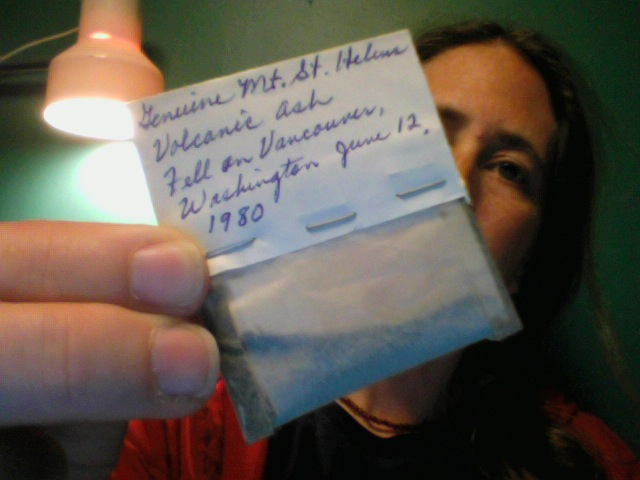 Genuine Mt. St. Helens
Volcanic Ash
Fell on Vancouver,
Washington June 12,
1980